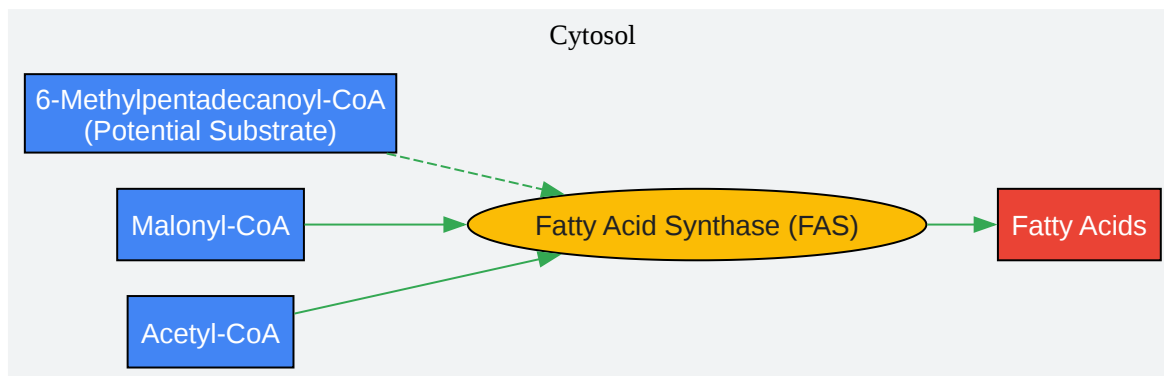 Cytosol
6-Methylpentadecanoyl-CoA
(Potential Substrate)
Malonyl-CoA
Fatty Acid Synthase (FAS)
Fatty Acids
Acetyl-CoA